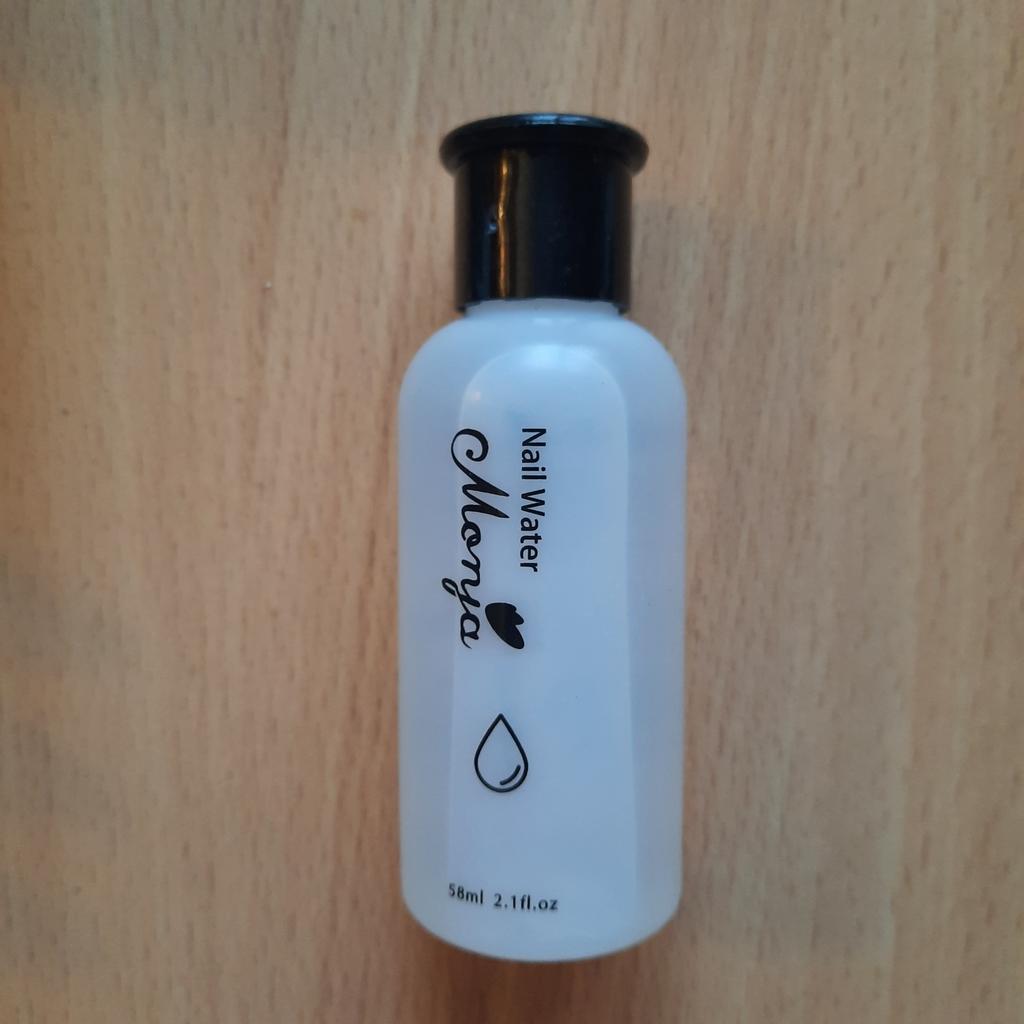 Nail Water
Monja
58ml 2.1fl.oz